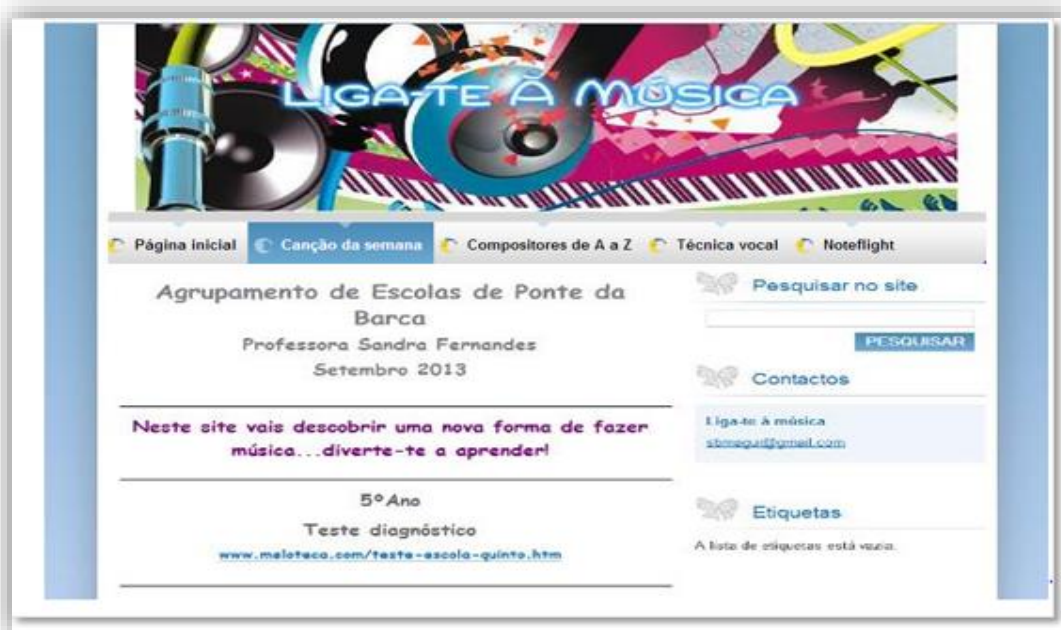 LIGA-TE À MÚSICA
Página inicial
Canção da semana
Compositores de A a Z
Técnica vocal
Noteflight
Agrupamento de Escolas de Ponte da
Barca
Professora Sandra Fernandes
Setembro 2013
Neste site vais descobrir uma nova forma de fazer
música...diverte-te a aprender!
5ºAno
Teste diagnóstico
www.meloteca.com/teste-escola-quinto.htm
Pesquisar no site
PESQUISAR
Contactos
Liga-te à música
Etiquetas
A lista de etiquetas está vazia.